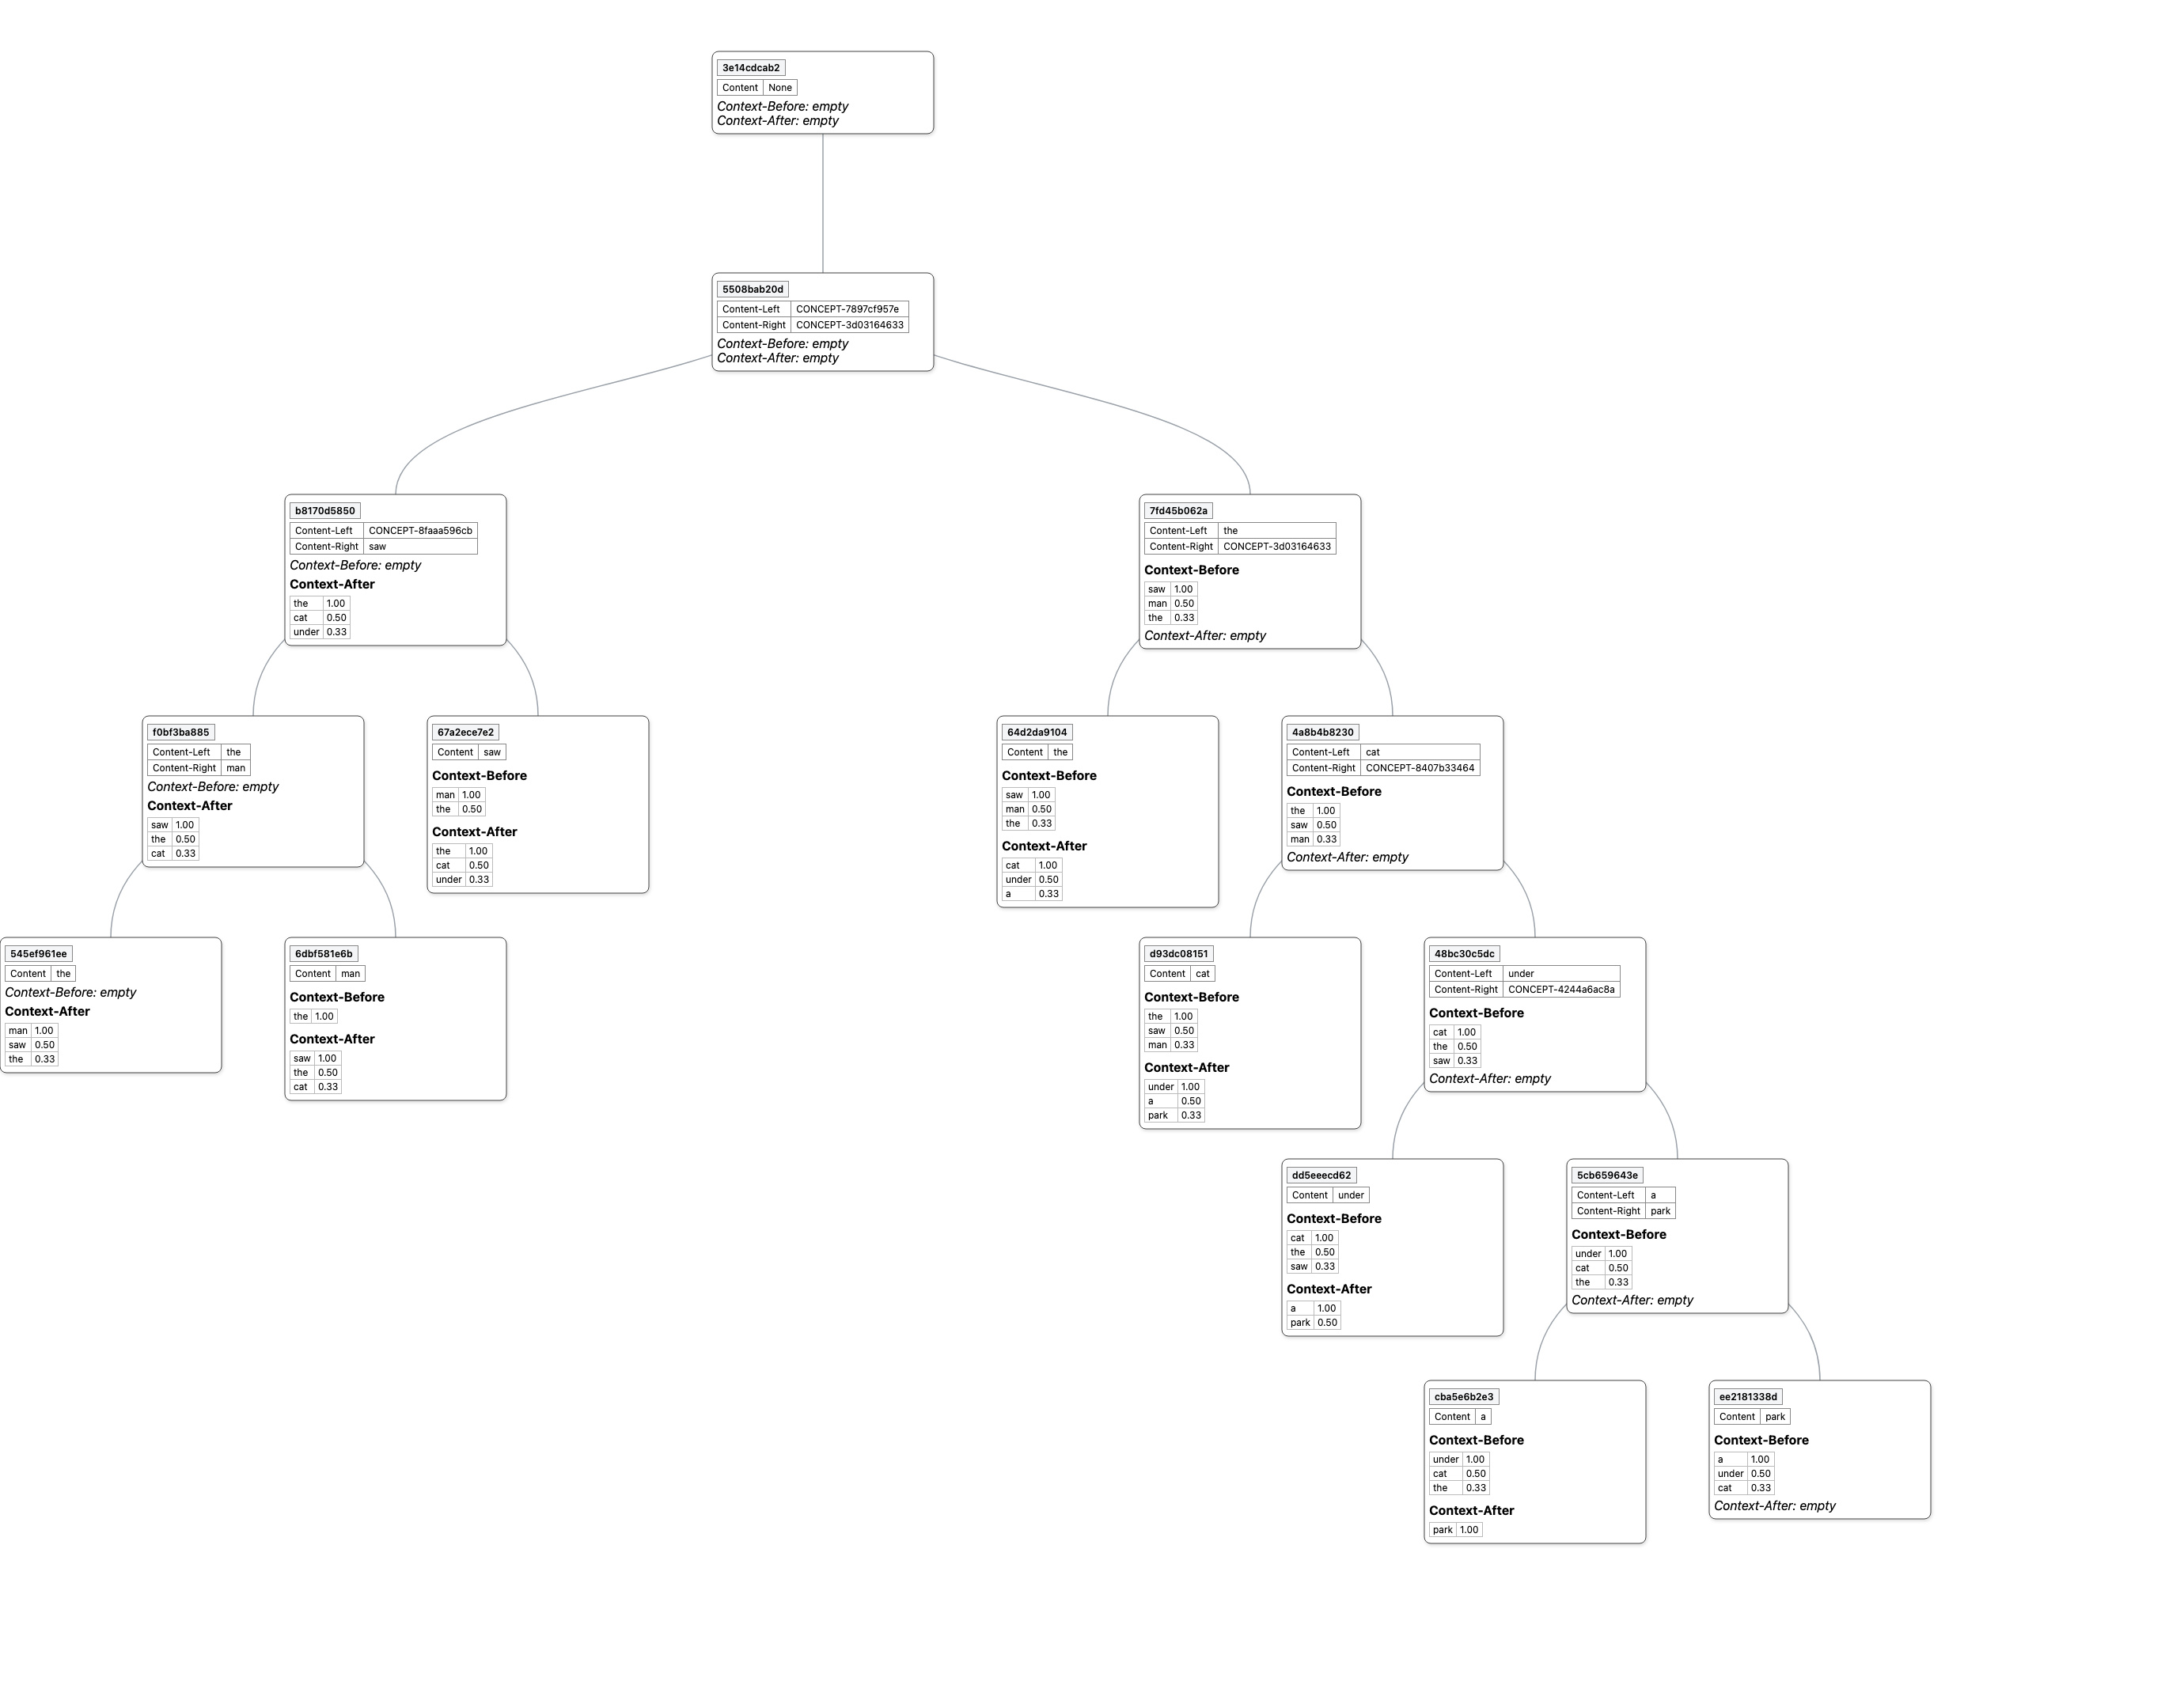 3e14cdcab2
Content None
Context-Before: empty
Context-After: empty
5508bab20d
Content-Left CONCEPT-7897cf957e
Content-Right CONCEPT-3d03164633
Context-Before: empty
Context-After: empty
b8170d5850
Content-Left CONCEPT-8faaa596cb
Content-Right saw
Context-Before: empty
Context-After
the 1.00
cat 0.50
under 0.33
7fd45b062a
Content-Left the
Content-Right CONCEPT-3d03164633
Context-Before
saw 1.00
man 0.50
the 0.33
Context-After: empty
f0bf3ba885
Content-Left the
Content-Right man
Context-Before: empty
Context-After
saw 1.00
the 0.50
cat 0.33
67a2ece7e2
Content saw
Context-Before
man 1.00
the 0.50
Context-After
the 1.00
cat 0.50
under 0.33
64d2da9104
Content the
Context-Before
saw 1.00
man 0.50
the 0.33
Context-After
cat 1.00
under 0.50
a 0.33
4a8b4b8230
Content-Left cat
Content-Right CONCEPT-8407b33464
Context-Before
the 1.00
saw 0.50
man 0.33
Context-After: empty
545ef961ee
Content the
Context-Before: empty
Context-After
man 1.00
saw 0.50
the 0.33
6dbf581e6b
Content man
Context-Before
the 1.00
Context-After
saw 1.00
the 0.50
cat 0.33
d93dc08151
Content cat
Context-Before
the 1.00
saw 0.50
man 0.33
Context-After
under 1.00
a 0.50
park 0.33
48bc30c5dc
Content-Left under
Content-Right CONCEPT-4244a6ac8a
Context-Before
cat 1.00
the 0.50
saw 0.33
Context-After: empty
dd5eeecd62
Content under
Context-Before
cat 1.00
the 0.50
saw 0.33
Context-After
a 1.00
park 0.50
5cb659643e
Content-Left a
Content-Right park
Context-Before
under 1.00
cat 0.50
the 0.33
Context-After: empty
cba5e6b2e3
Content a
Context-Before
under 1.00
cat 0.50
the 0.33
Context-After
park 1.00
ee2181338d
Content park
Context-Before
a 1.00
under 0.50
cat 0.33
Context-After: empty